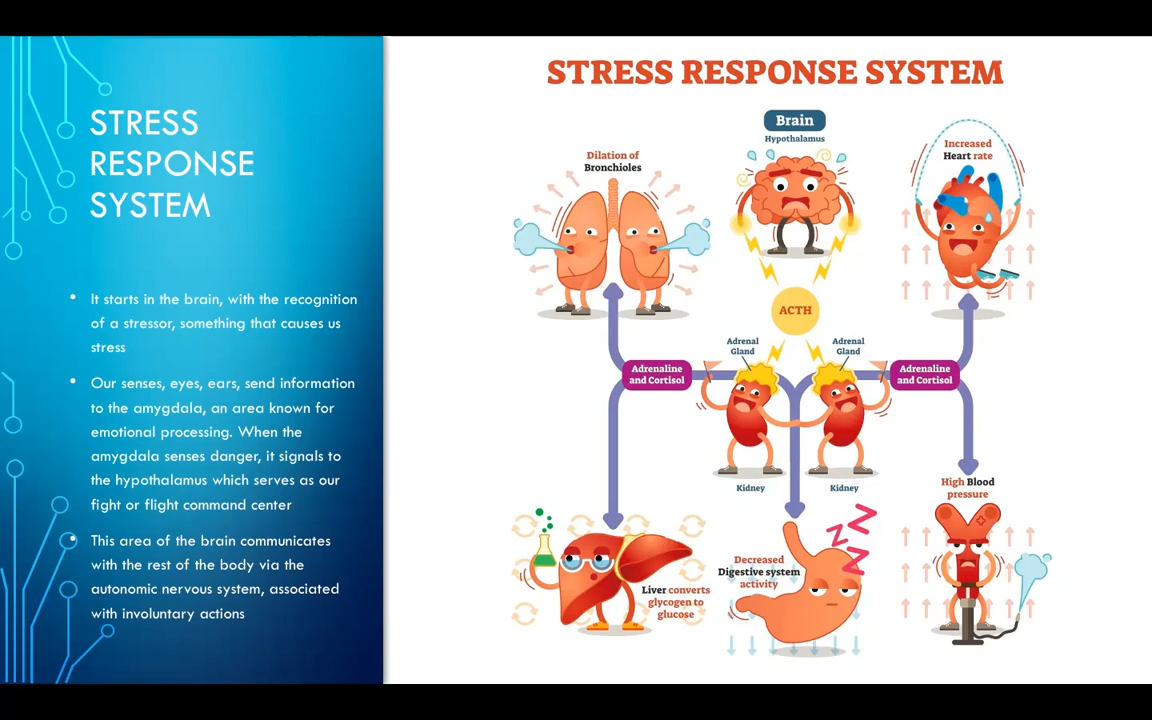 STRESS
RESPONSE
SYSTEM
It starts in the brain, with the recognition
of a stressor, something that causes us
stress
Our senses, eyes, ears, send information
to the amygdala, an area known for
emotional processing. When the
amygdala senses danger, it signals to
the hypothalamus which serves as our
fight or flight command center
This area of the brain communicates
with the rest of the body via the
autonomic nervous system, associated
with involuntary actions
STRESS RESPONSE SYSTEM
Brain
Hypothalamus
Dilation of
Bronchioles
Increased
Heart rate
ACTH
Adrenal
Gland
Adrenal
Gland
Adrenaline
and Cortisol
Adrenaline
and Cortisol
Kidney
Kidney
High Blood
pressure
Liver converts
glycogen to
glucose
Decreased
Digestive system
activity
Z
Z
Z